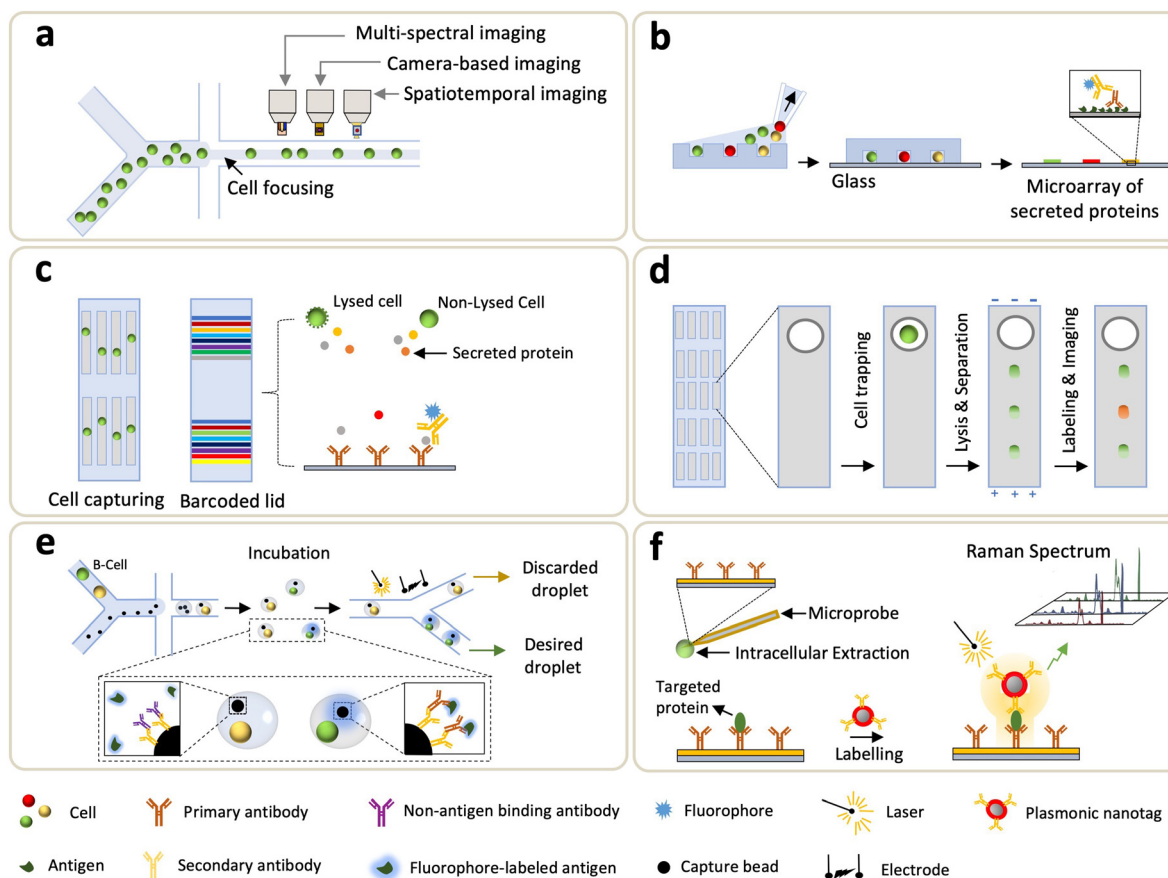 a
Multi-spectral imaging
Camera-based imaging
Spatiotemporal imaging
Cell focusing
b
Glass
Microarray of
secreted proteins
c
Lysed cell
Non-Lysed Cell
Secreted protein
Cell capturing
Barcoded lid
d
Cell trapping
Lysis & Separation
Labeling & Imaging
- - -
+ + +
e
B-Cell
Incubation
Discarded
droplet
Desired
droplet
f
Raman Spectrum
Microprobe
Intracellular Extraction
Targeted
protein
Labelling
Cell
Primary antibody
Non-antigen binding antibody
Fluorophore
Laser
Plasmonic nanotag
Antigen
Secondary antibody
Fluorophore-labeled antigen
Capture bead
Electrode